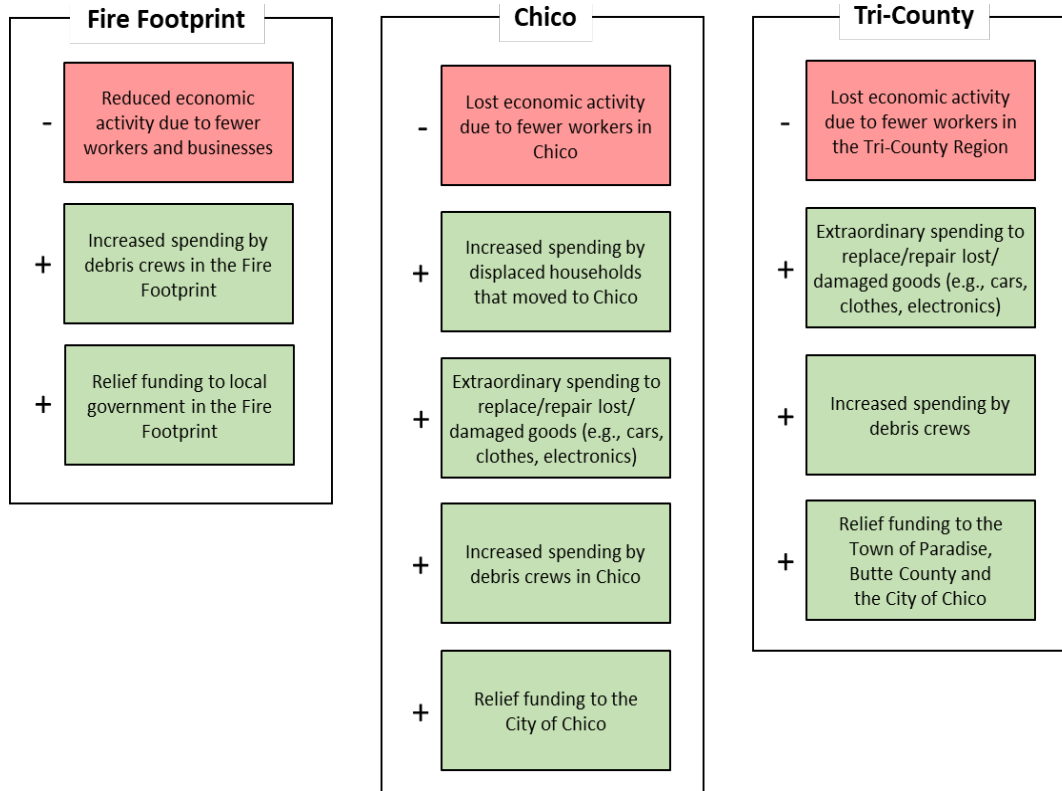 Fire Footprint
-
Reduced economic
activity due to fewer
workers and businesses
+
Increased spending by
debris crews in the Fire
Footprint
+
Relief funding to local
government in the Fire
Footprint
Chico
-
Lost economic activity
due to fewer workers in
Chico
+
Increased spending by
displaced households
that moved to Chico
+
Extraordinary spending to
replace/repair lost/
damaged goods (e.g., cars,
clothes, electronics)
+
Increased spending by
debris crews in Chico
+
Relief funding to the
City of Chico
Tri-County
-
Lost economic activity
due to fewer workers in
the Tri-County Region
+
Extraordinary spending to
replace/repair lost/
damaged goods (e.g., cars,
clothes, electronics)
+
Increased spending by
debris crews
+
Relief funding to the
Town of Paradise,
Butte County and
the City of Chico